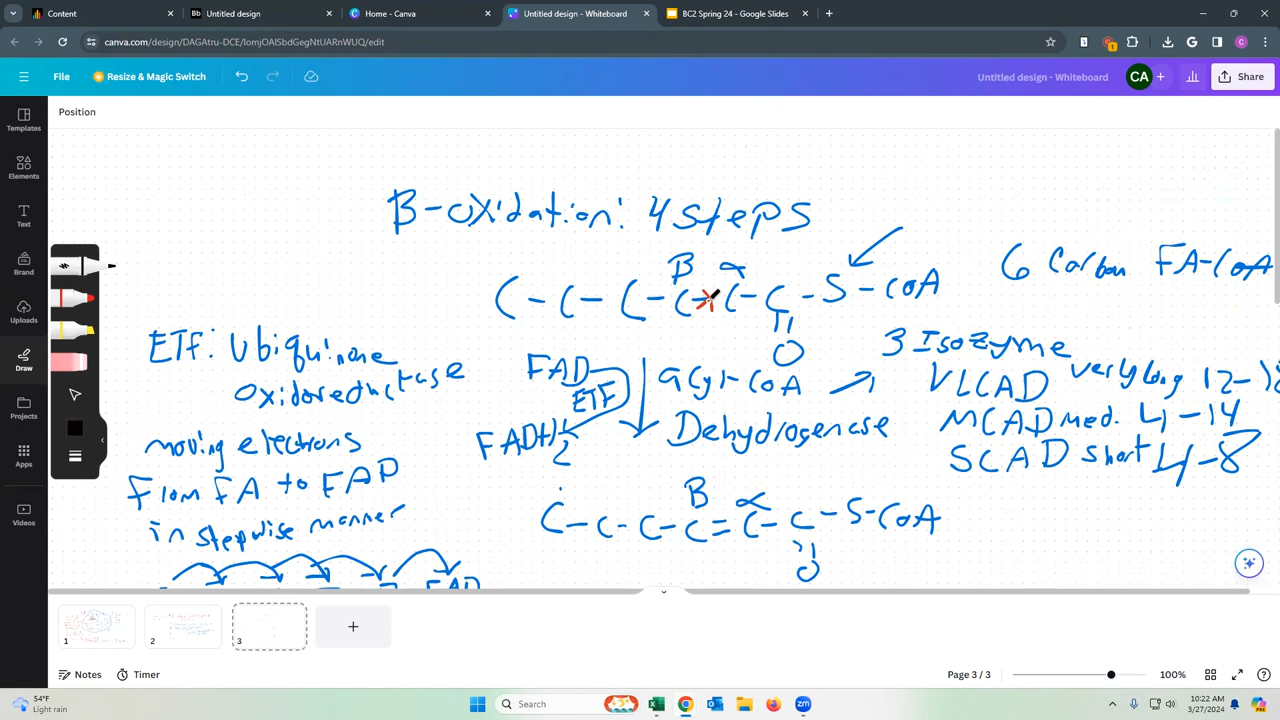 Content
Untitled design
Home - Canva
Untitled design - Whiteboard
BC2 Spring 24 - Google Slides
canva.com/design/DAGAtru-DCE/IomjOAlSbdGegNtUARnWUQ/edit
File
Resize & Magic Switch
Untitled design - Whiteboard
CA
Share
Position
Templates
Elements
Text
Brand
Uploads
Draw
Projects
Apps
Videos
B-oxidation: 4 steps
B α
C - C - C - C - C - C - S - CoA
O
6 Carbon FA-CoA
ETF: Ubiquinone
oxidoreductase
moving electrons
From FA to FAD
in stepwise manner
FAD
FAD
ETF
FADH2
acyl-CoA
Dehydrogenase
3 Isozyme
VLCAD very long 12-18
MCAD med. 4-14
SCAD short 4-8
B α
C - C - C - C = C - C - S - CoA
O
1
2
3
Notes
Timer
Page 3 / 3
100%
54°F
Light rain
Search
10:22 AM
3/27/2024